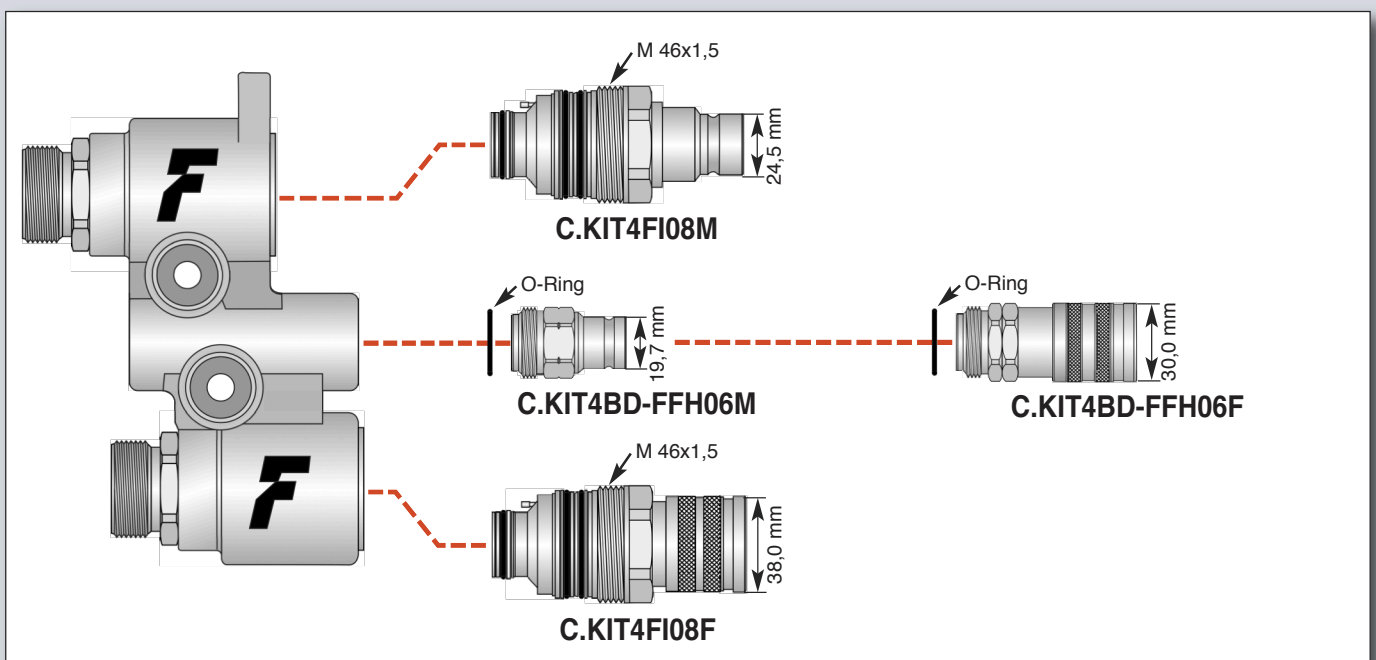 M 46x1,5
24,5 mm
C.KIT4FI08M
O-Ring
19,7 mm
C.KIT4BD-FFH06M
O-Ring
30,0 mm
C.KIT4BD-FFH06F
M 46x1,5
38,0 mm
C.KIT4FI08F